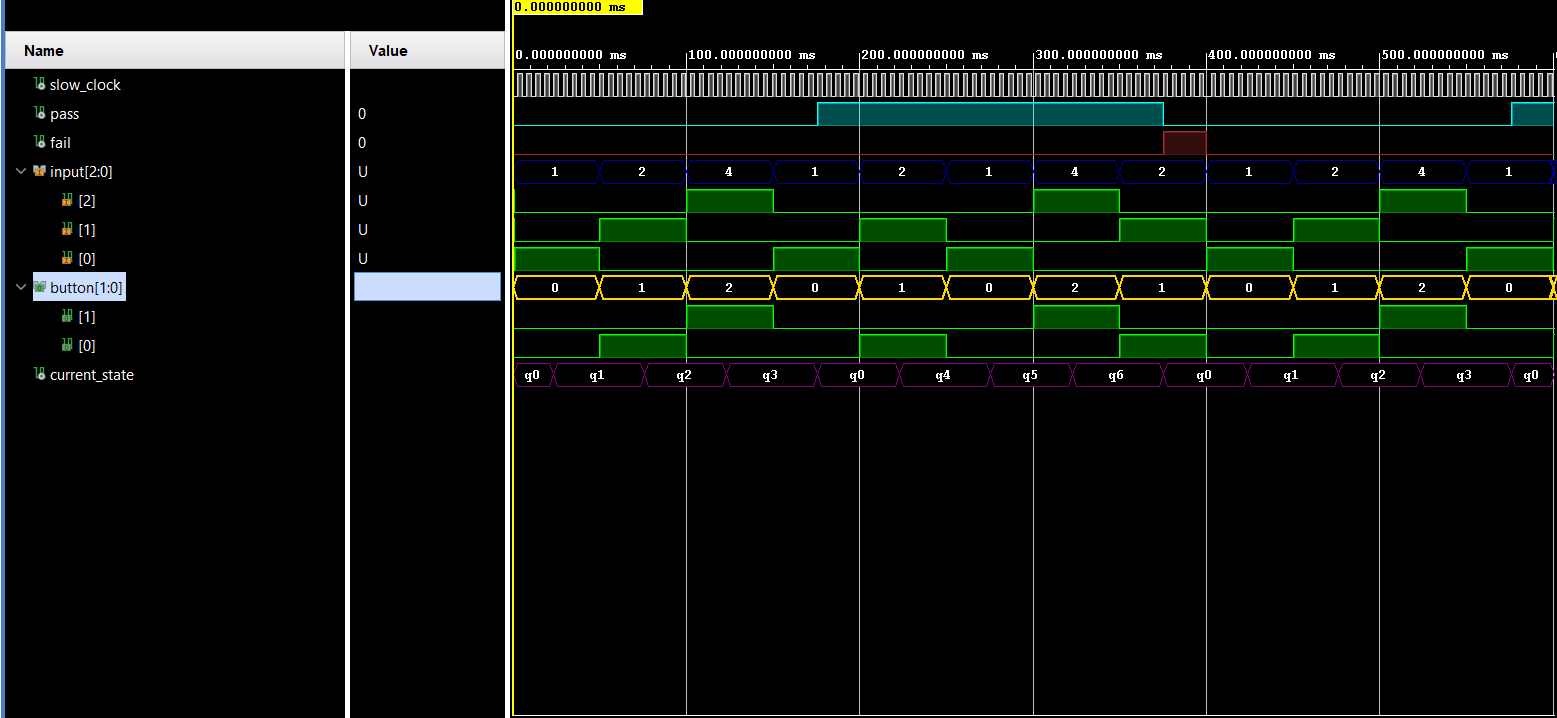 0.000000000 ms
Name Value
0.000000000 ms 100.000000000 ms 200.000000000 ms 300.000000000 ms 400.000000000 ms 500.000000000 ms
slow_clock
pass 0
fail 0
input[2:0] U 1 2 4 1 2 1 4 2 1 2 4 1
[2] U
[1] U
[0] U
button[1:0] 0 1 2 0 1 0 2 1 0 1 2 0
[1]
[0]
current_state q0 q1 q2 q3 q0 q4 q5 q6 q0 q1 q2 q3 q0